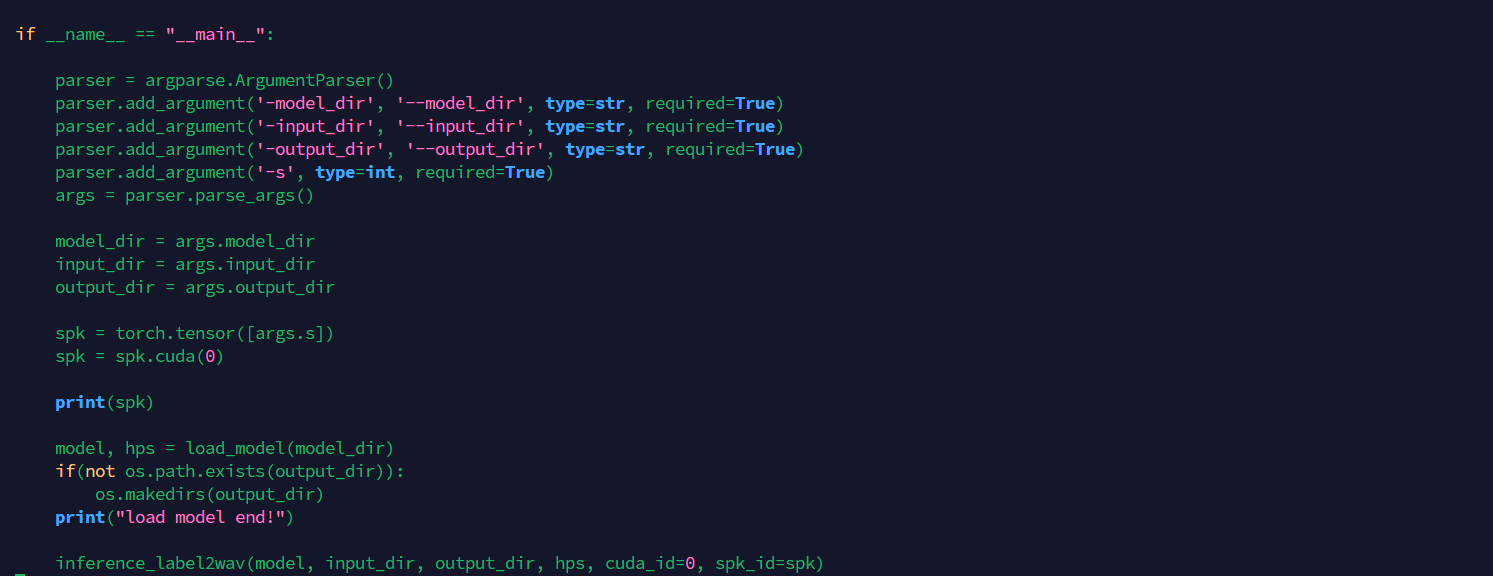 if __name__ == "__main__":
parser = argparse.ArgumentParser()
parser.add_argument('-model_dir', '--model_dir', type=str, required=True)
parser.add_argument('-input_dir', '--input_dir', type=str, required=True)
parser.add_argument('-output_dir', '--output_dir', type=str, required=True)
parser.add_argument('-s', type=int, required=True)
args = parser.parse_args()
model_dir = args.model_dir
input_dir = args.input_dir
output_dir = args.output_dir
spk = torch.tensor([args.s])
spk = spk.cuda(0)
print(spk)
model, hps = load_model(model_dir)
if(not os.path.exists(output_dir)):
os.makedirs(output_dir)
print("load model end!")
inference_label2wav(model, input_dir, output_dir, hps, cuda_id=0, spk_id=spk)